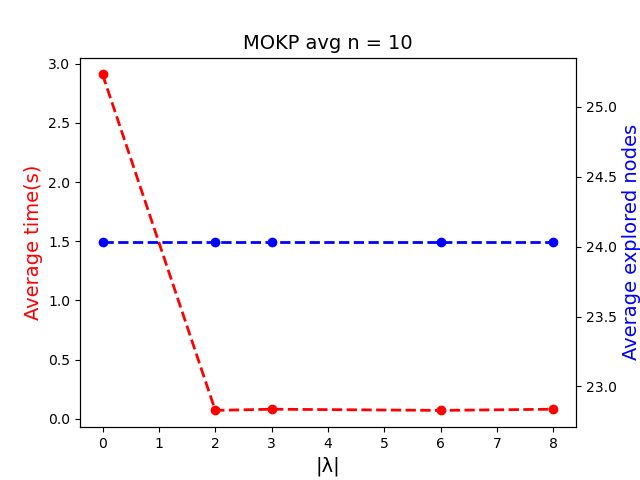 MOKP avg n = 10
3.0
2.5
2.0
1.5
1.0
0.5
0.0
Average time(s)
25.0
24.5
24.0
23.5
23.0
Average explored nodes
0 1 2 3 4 5 6 7 8
|λ|